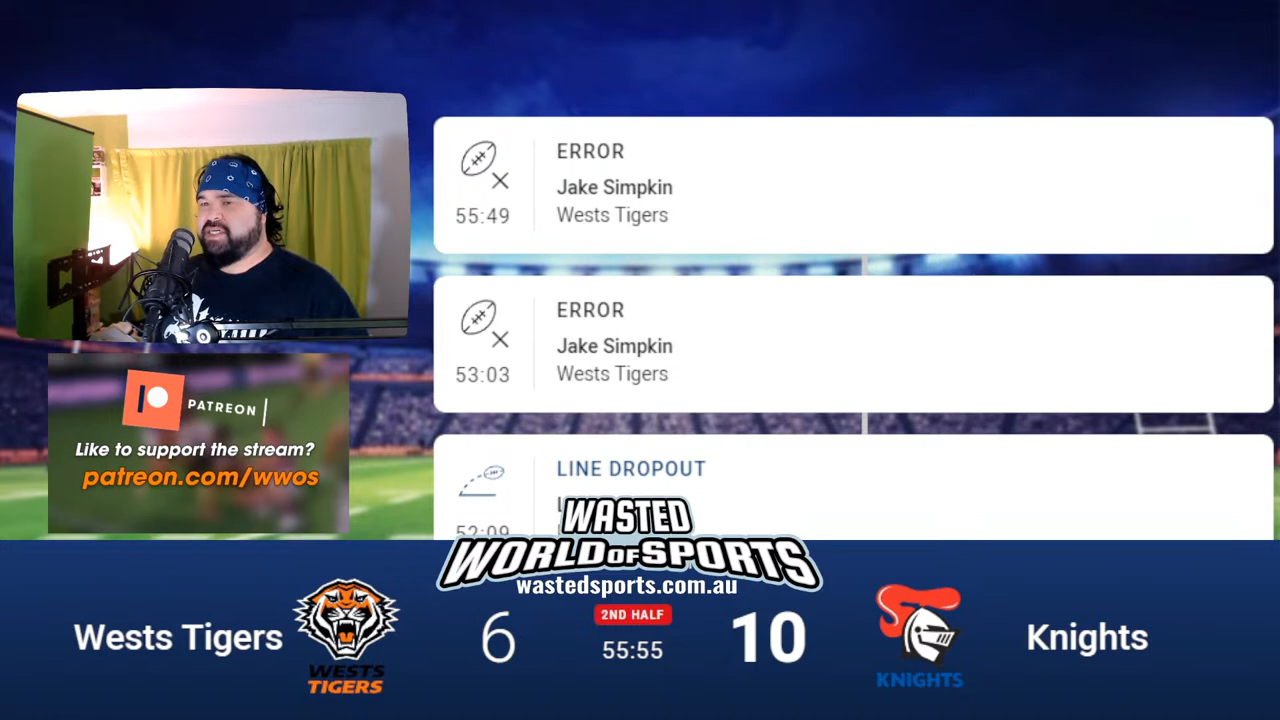 ERROR
Jake Simpkin
55:49
Wests Tigers
ERROR
Jake Simpkin
53:03
Wests Tigers
PATREON
Like to support the stream?
patreon.com/wwos
LINE DROPOUT
52:09
WASTED
WORLD OF SPORTS
wastedsports.com.au
Wests Tigers
WESTS
TIGERS
6
2ND HALF
55:55
10
KNIGHTS
Knights